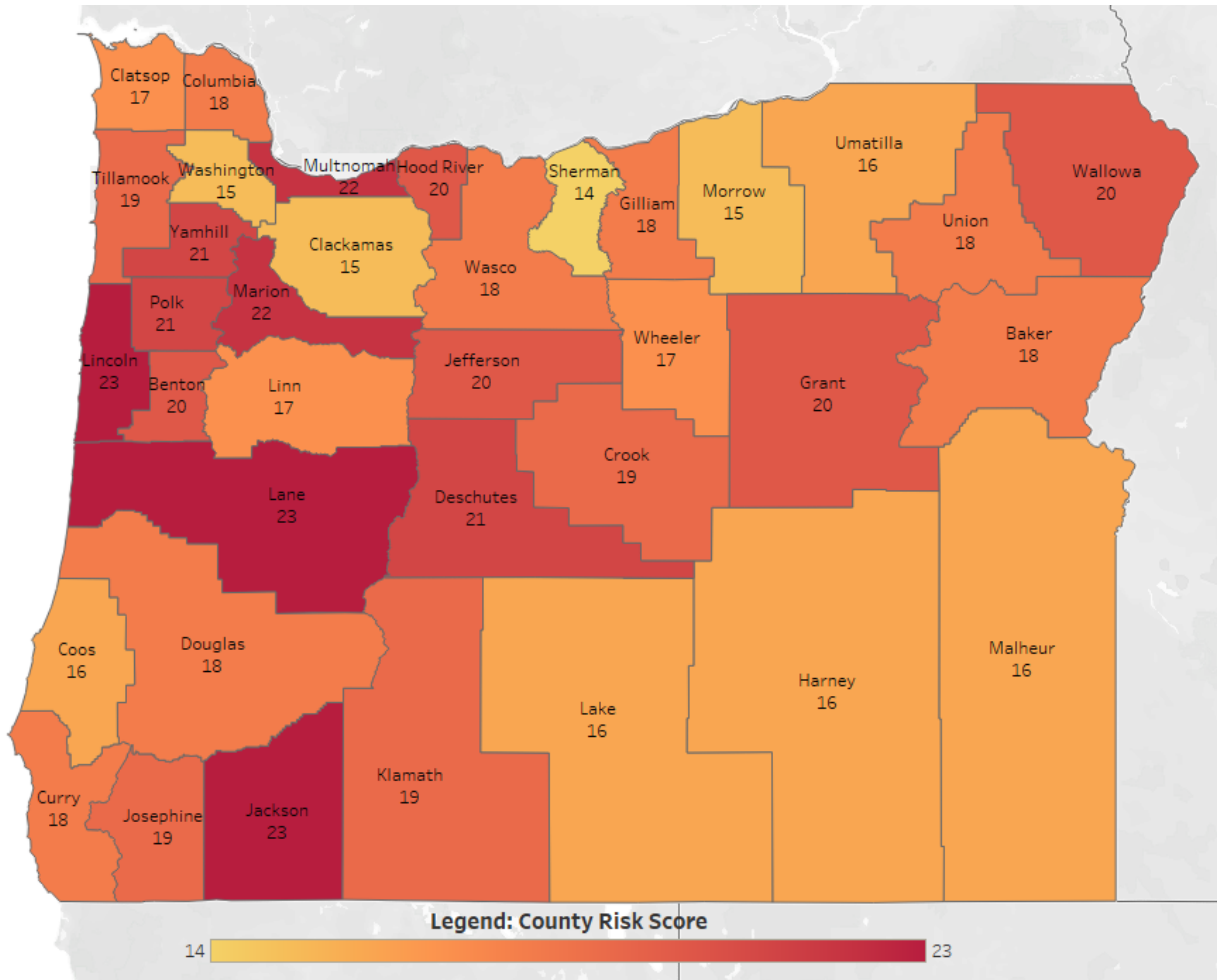 Clatsop
17
Columbia
18
Tillamook
19
Washington
15
Multnomah
22
Hood River
20
Sherman
14
Gilliam
18
Morrow
15
Umatilla
16
Union
18
Wallowa
20
Yamhill
21
Clackamas
15
Wasco
18
Polk
21
Marion
22
Lincoln
23
Benton
20
Linn
17
Jefferson
20
Wheeler
17
Grant
20
Baker
18
Lane
23
Deschutes
21
Crook
19
Coos
16
Douglas
18
Lake
16
Harney
16
Malheur
16
Curry
18
Josephine
19
Jackson
23
Klamath
19
Legend: County Risk Score
14
23